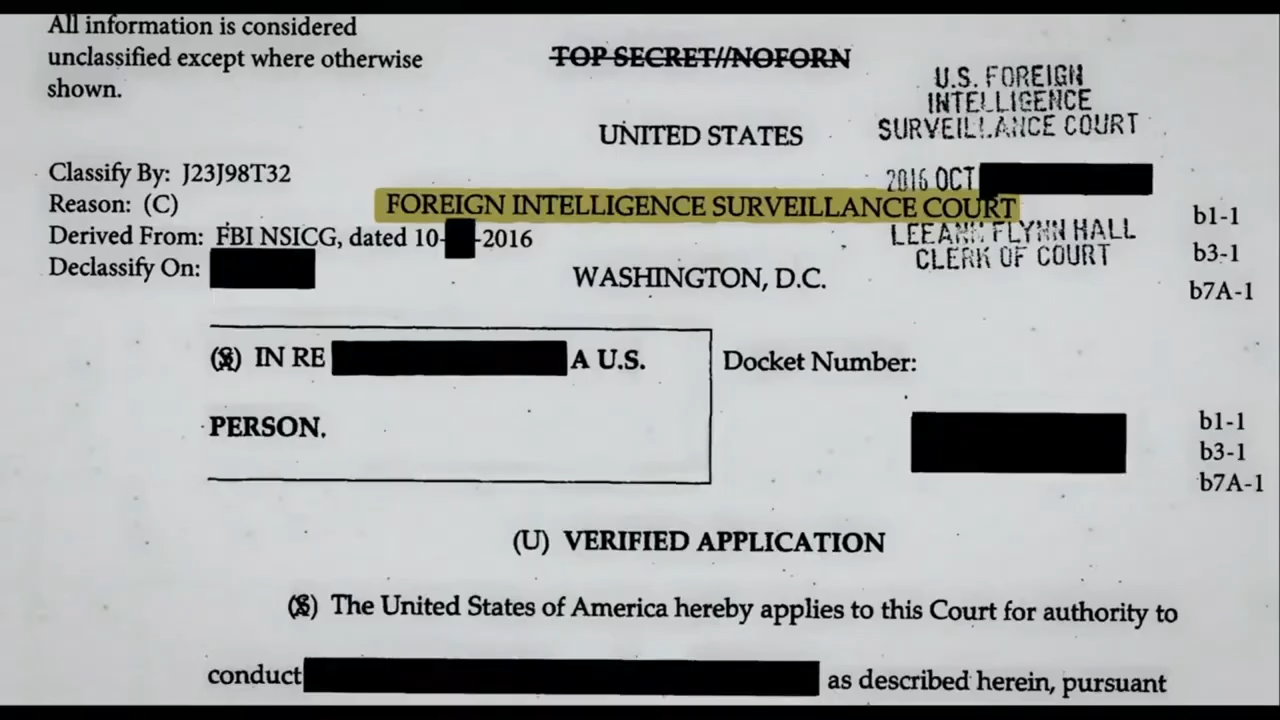 All information is considered
unclassified except where otherwise
shown.
TOP SECRET//NOFORN
U.S. FOREIGN
INTELLIGENCE
SURVEILLANCE COURT
UNITED STATES
Classify By: J23J98T32
2016 OCT
Reason: (C)
FOREIGN INTELLIGENCE SURVEILLANCE COURT
b1-1
Derived From: FBI NSICG, dated 10- -2016
LEEANN FLYNN HALL
CLERK OF COURT
b3-1
Declassify On:
WASHINGTON, D.C.
b7A-1
(S) IN RE A U.S.
PERSON.
Docket Number:
b1-1
b3-1
b7A-1
(U) VERIFIED APPLICATION
(S) The United States of America hereby applies to this Court for authority to
conduct as described herein, pursuant